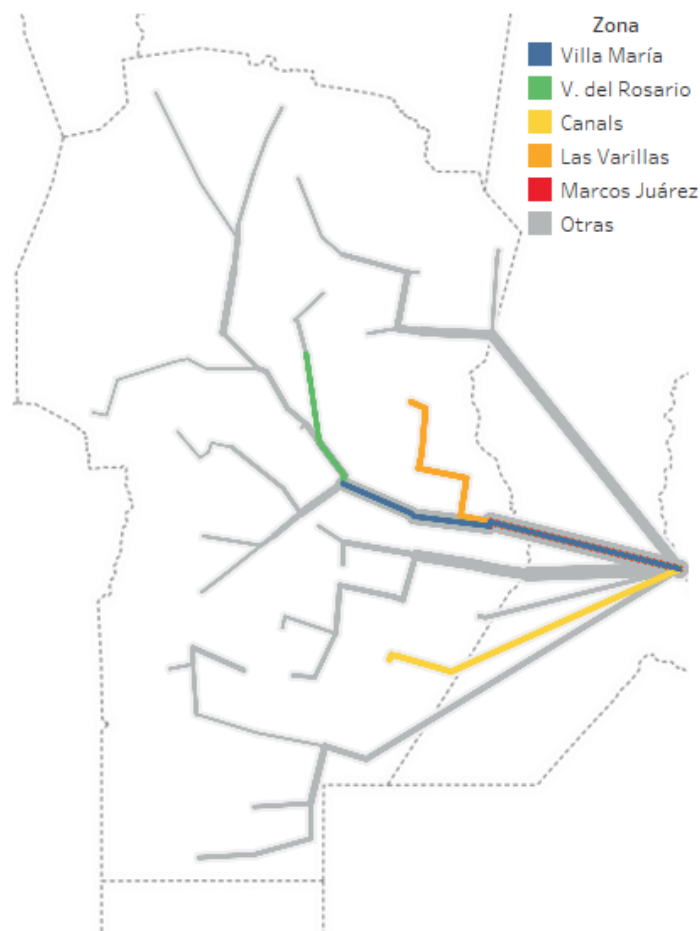 Zona
Villa María
V. del Rosario
Canals
Las Varillas
Marcos Juárez
Otras